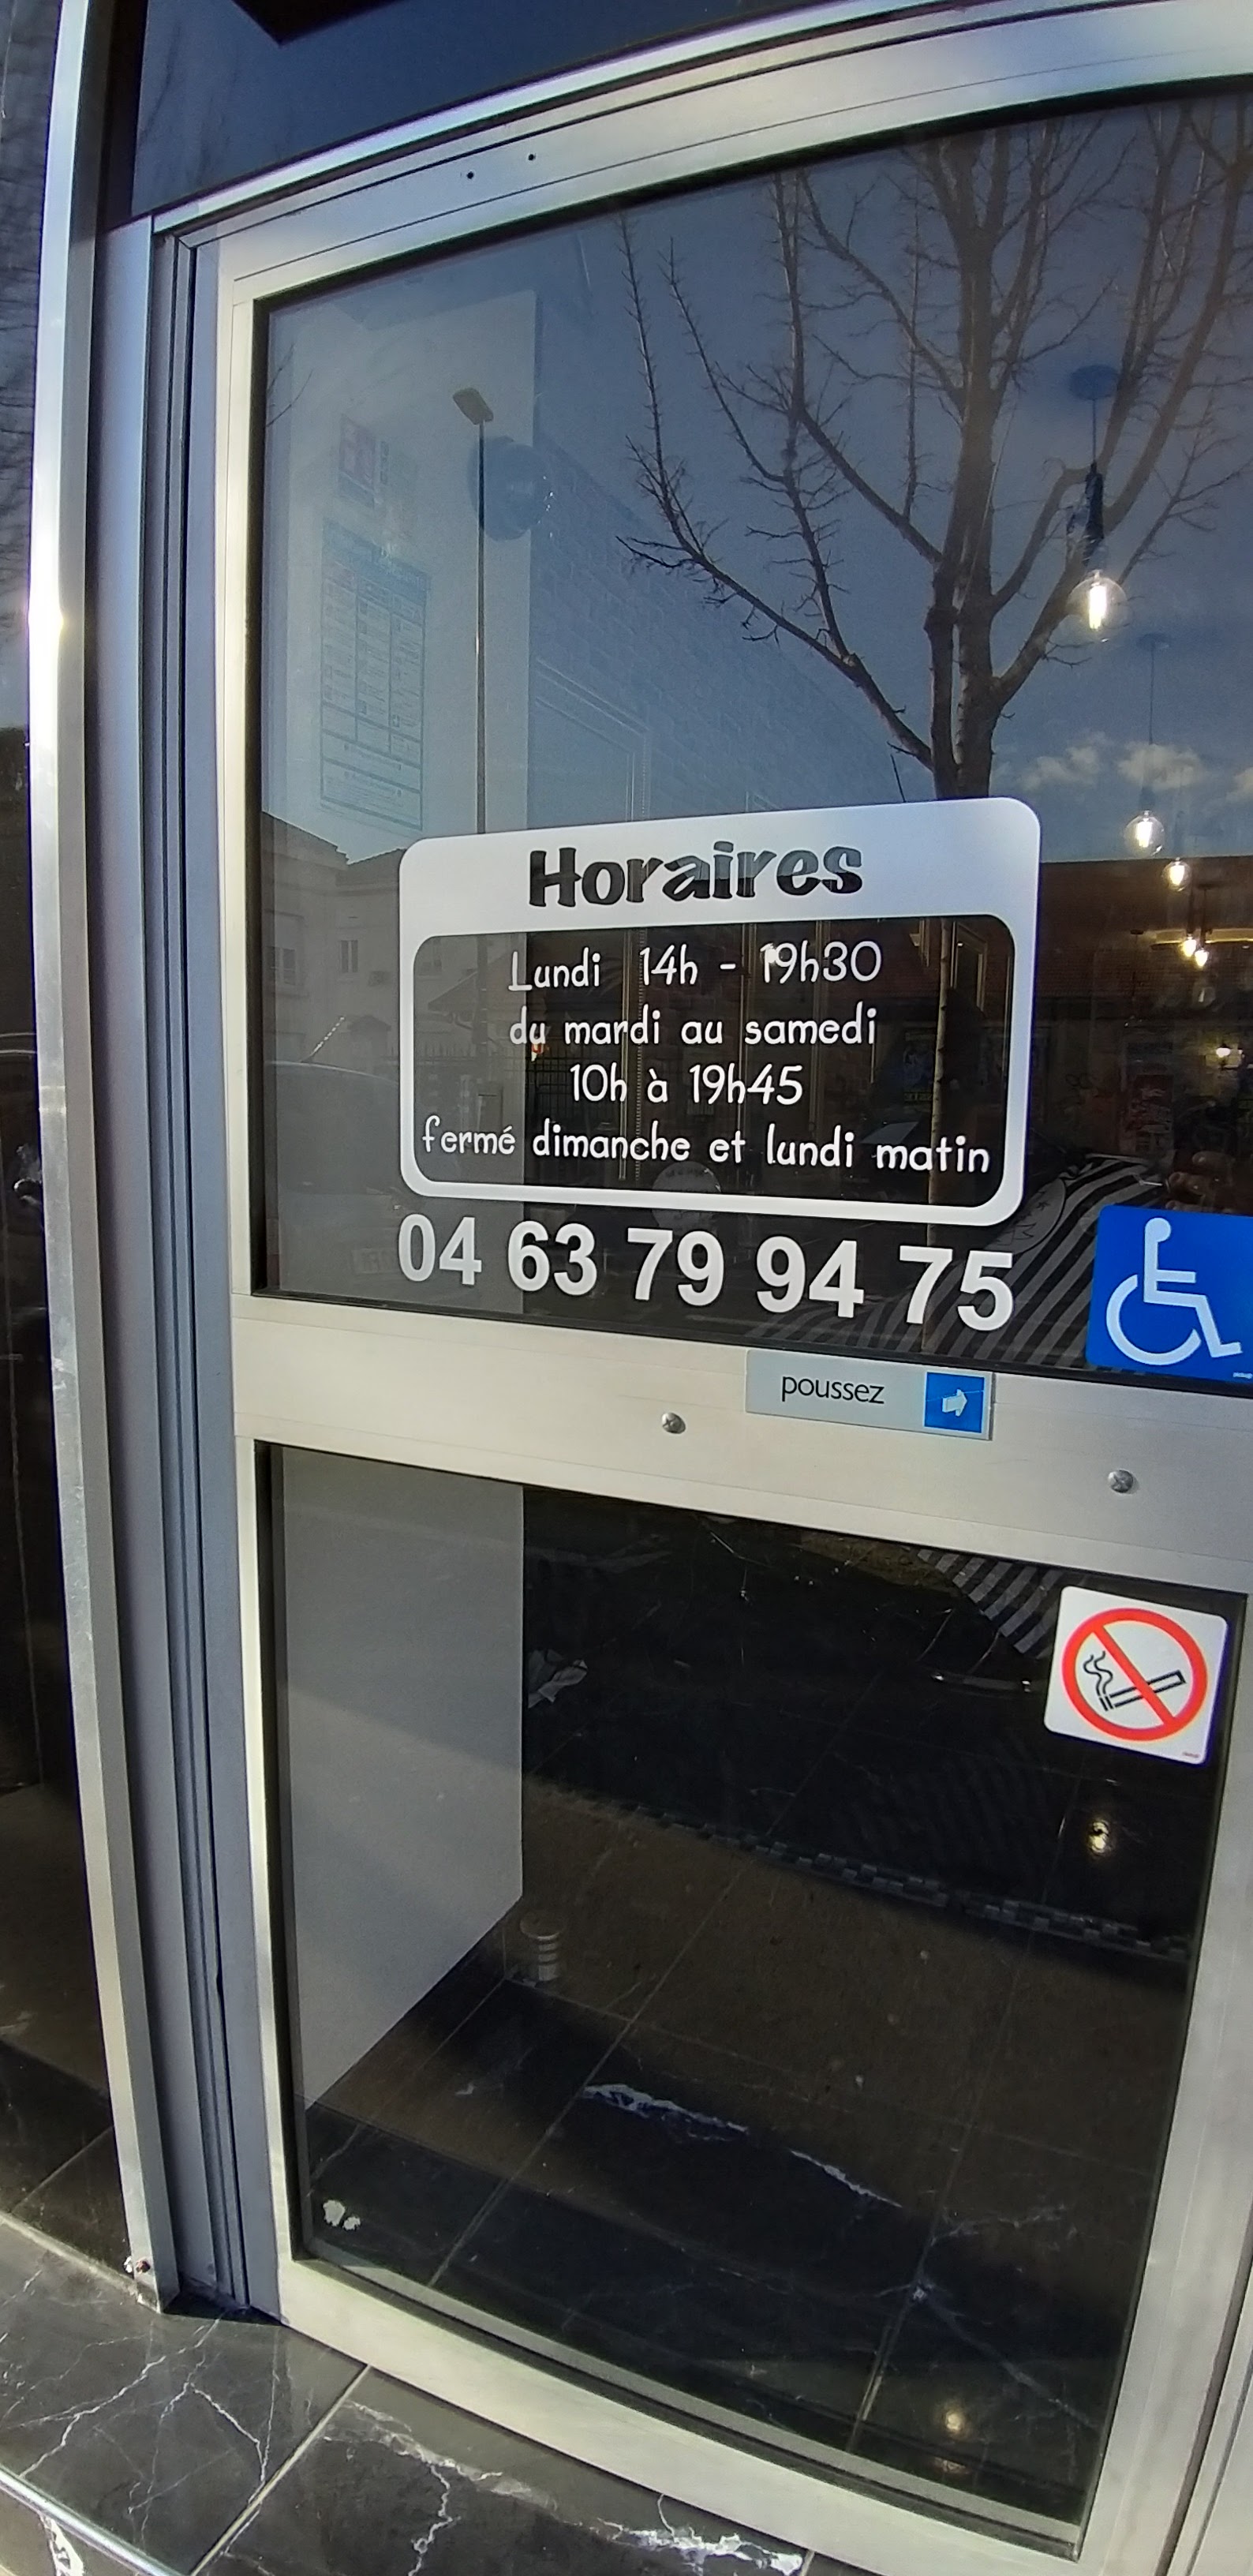 Horaires
Lundi 14h - 19h30
du mardi au samedi
10h à 19h45
fermé dimanche et lundi matin
04 63 79 94 75
poussez